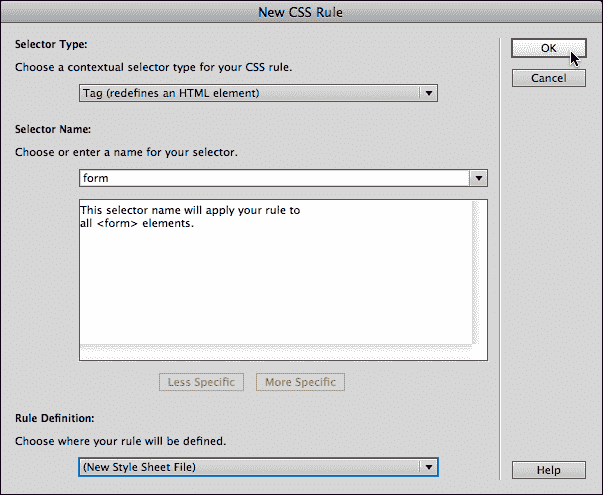 New CSS Rule
Selector Type:
Choose a contextual selector type for your CSS rule.
Tag (redefines an HTML element)
Selector Name:
Choose or enter a name for your selector.
form
This selector name will apply your rule to
all <form> elements.
Less Specific
More Specific
Rule Definition:
Choose where your rule will be defined.
(New Style Sheet File)
OK
Cancel
Help